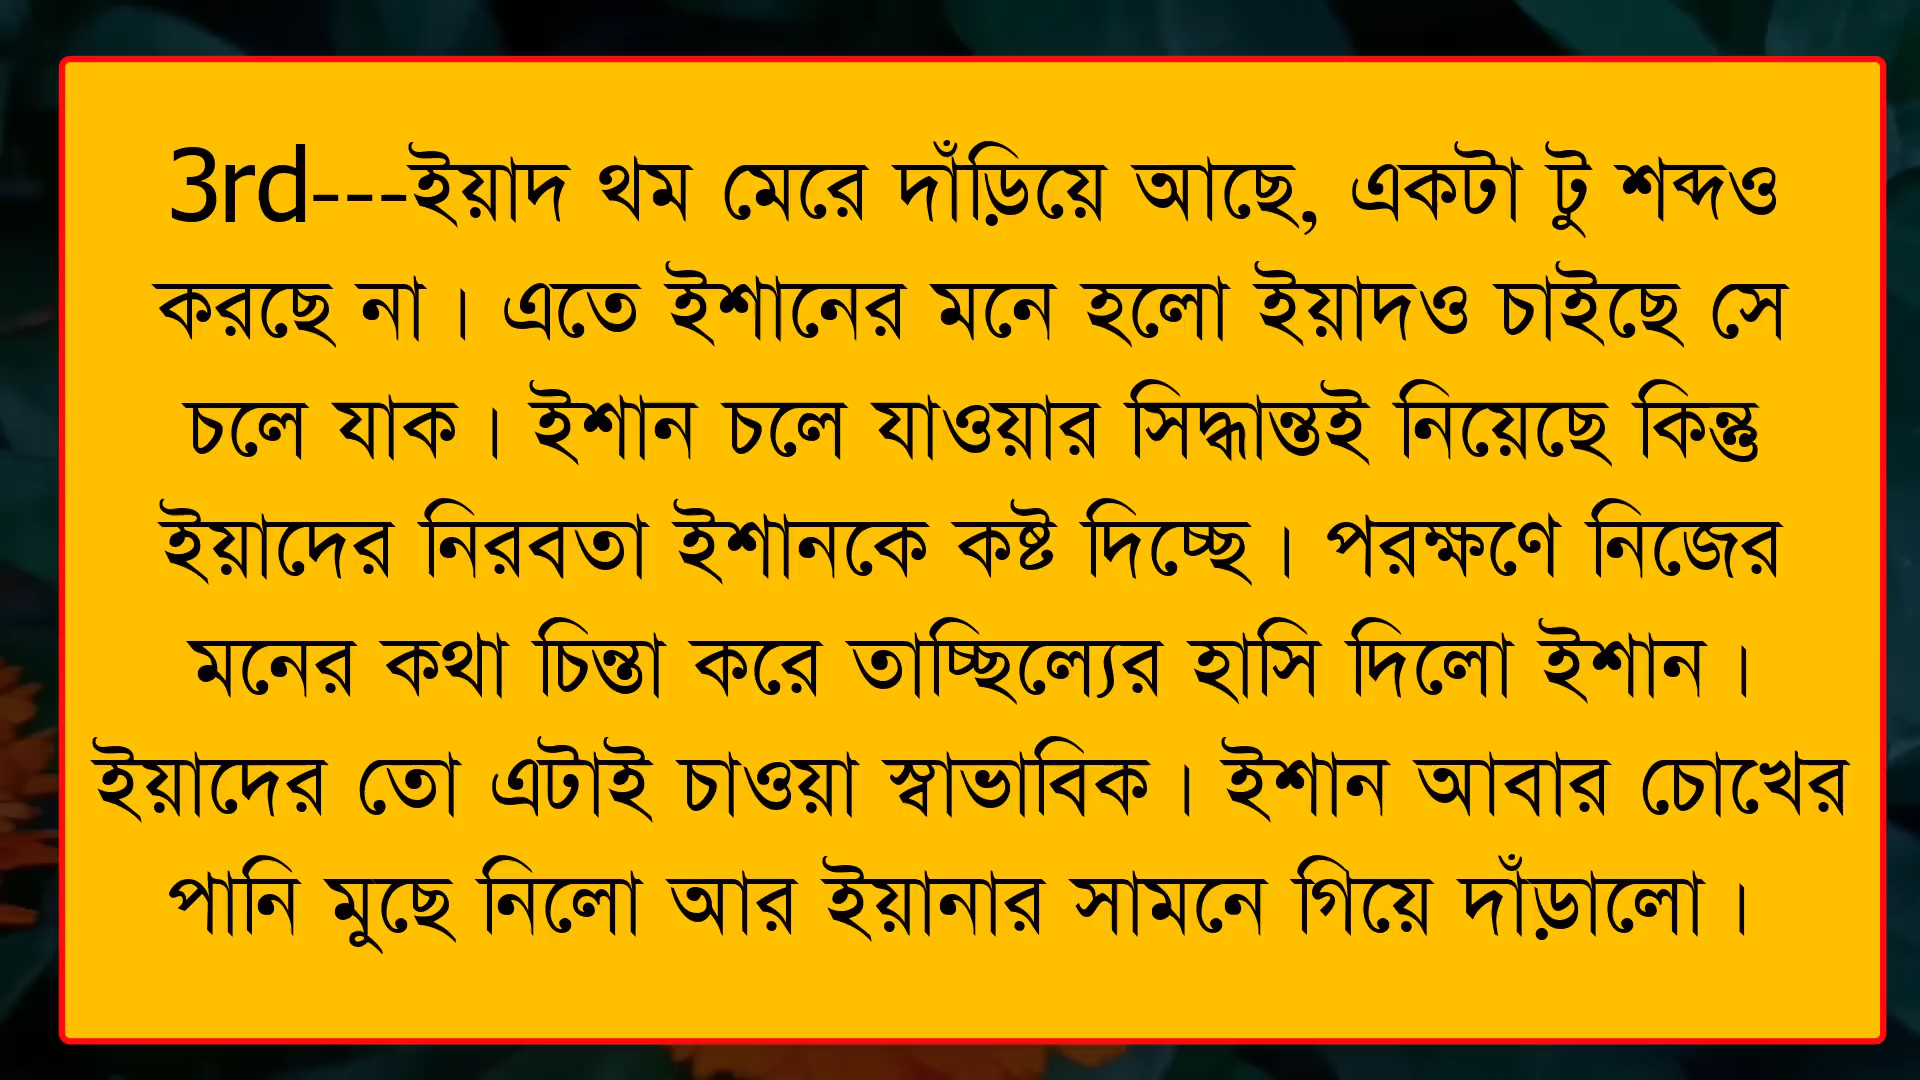 3rd---ইয়াদ থম মেরে দাঁড়িয়ে আছে, একটা টু শব্দও
করছে না। এতে ইশানের মনে হলো ইয়াদও চাইছে সে
চলে যাক। ইশান চলে যাওয়ার সিদ্ধান্তই নিয়েছে কিন্তু
ইয়াদের নিরবতা ইশানকে কষ্ট দিচ্ছে। পরক্ষণে নিজের
মনের কথা চিন্তা করে তাচ্ছিল্যের হাসি দিলো ইশান।
ইয়াদের তো এটাই চাওয়া স্বাভাবিক। ইশান আবার চোখের
পানি মুছে নিলো আর ইয়ানার সামনে গিয়ে দাঁড়ালো।